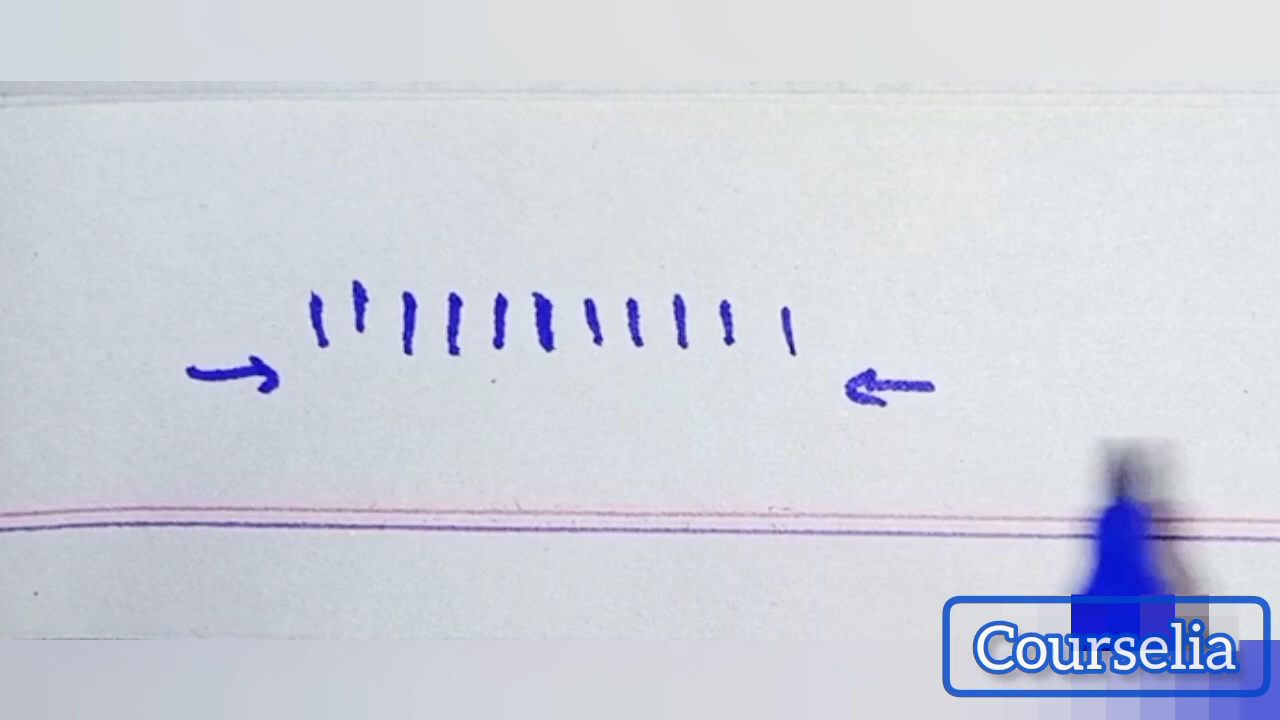 → | | | | | | | | | | | ←
Courselia